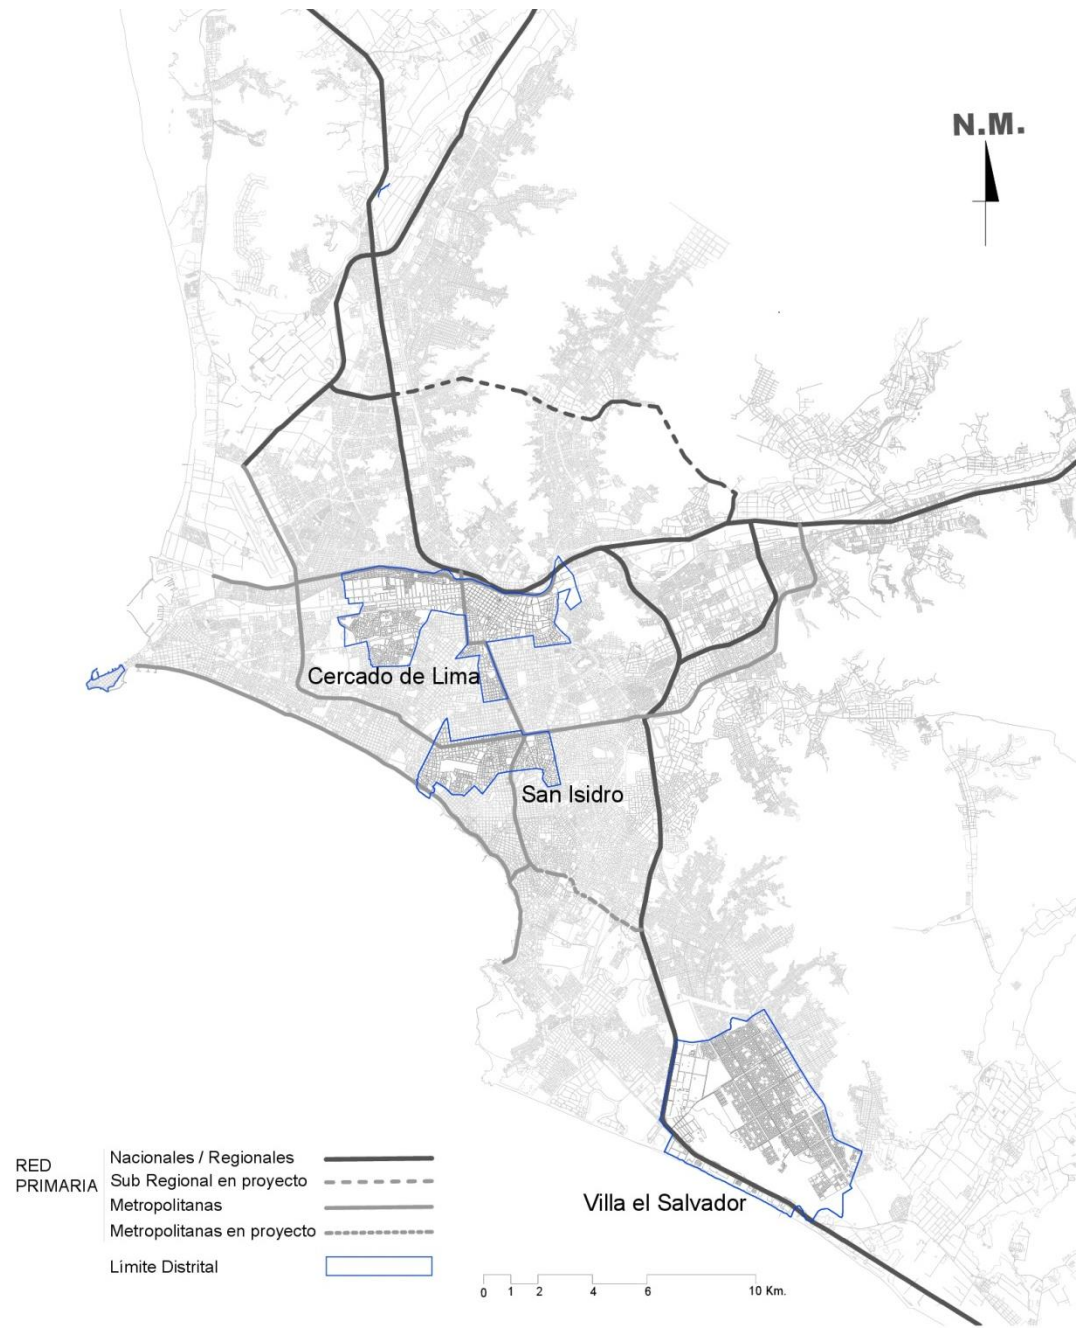 N.M.
Cercado de Lima
San Isidro
Villa el Salvador
RED
PRIMARIA
Nacionales / Regionales
Sub Regional en proyecto
Metropolitanas
Metropolitanas en proyecto
Límite Distrital
0 1 2 4 6 10 Km.